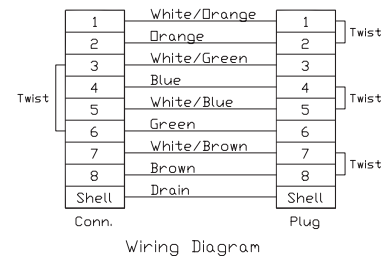 1 White/Orange 1
2 Orange 2 Twist
3 White/Green 3
4 Blue 4
Twist 5 White/Blue 5 Twist
6 Green 6
7 White/Brown 7
8 Brown 8 Twist
Shell Drain Shell
Conn. Plug
Wiring Diagram